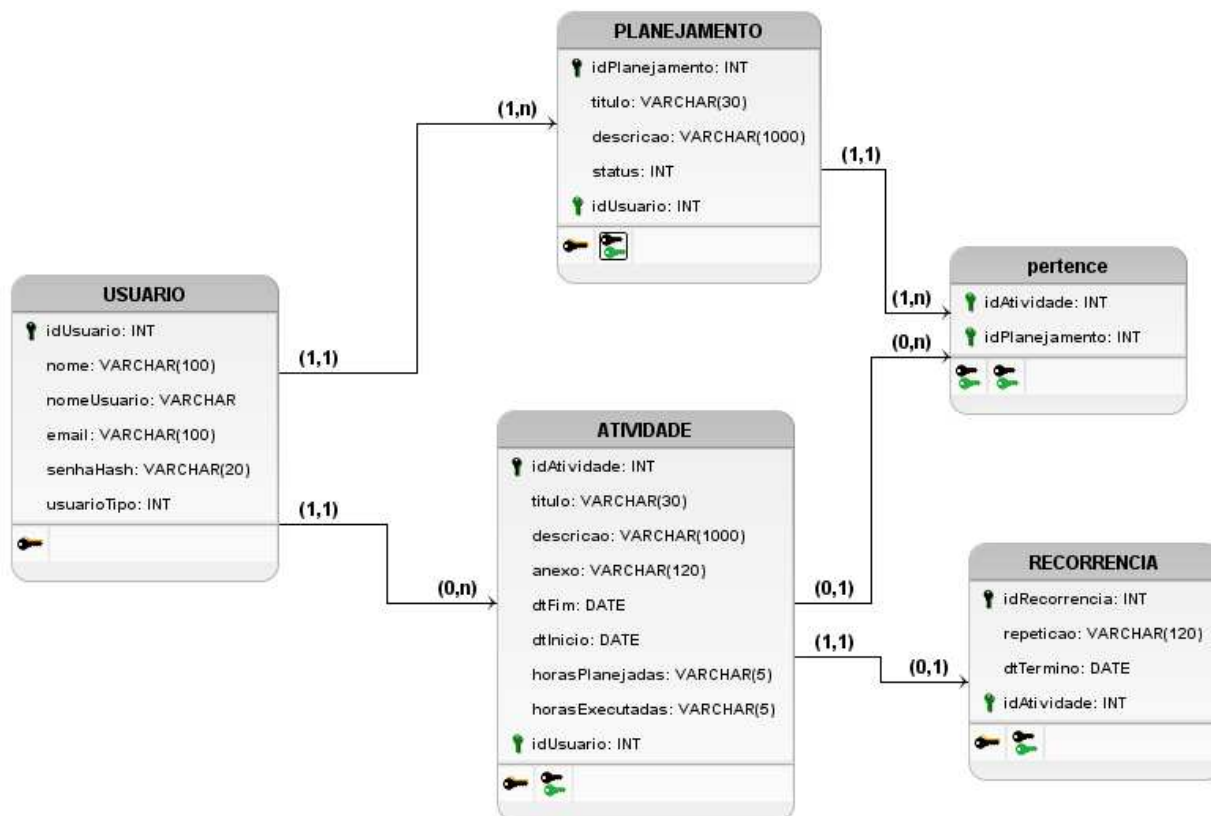 PLANEJAMENTO
idPlanejamento: INT
titulo: VARCHAR(30)
descricao: VARCHAR(1000)
status: INT
idUsuario: INT
(1,n)
(1,1)
USUARIO
idUsuario: INT
nome: VARCHAR(100)
nomeUsuario: VARCHAR
email: VARCHAR(100)
senhaHash: VARCHAR(20)
usuarioTipo: INT
(1,1)
(1,1)
(0,n)
pertence
idAtividade: INT
idPlanejamento: INT
(1,n)
(0,n)
ATIVIDADE
idAtividade: INT
titulo: VARCHAR(30)
descricao: VARCHAR(1000)
anexo: VARCHAR(120)
dtFim: DATE
dtInicio: DATE
horasPlanejadas: VARCHAR(5)
horasExecutadas: VARCHAR(5)
idUsuario: INT
(0,1)
(1,1)
(0,1)
RECORRENCIA
idRecorrencia: INT
repeticao: VARCHAR(120)
dtTermino: DATE
idAtividade: INT